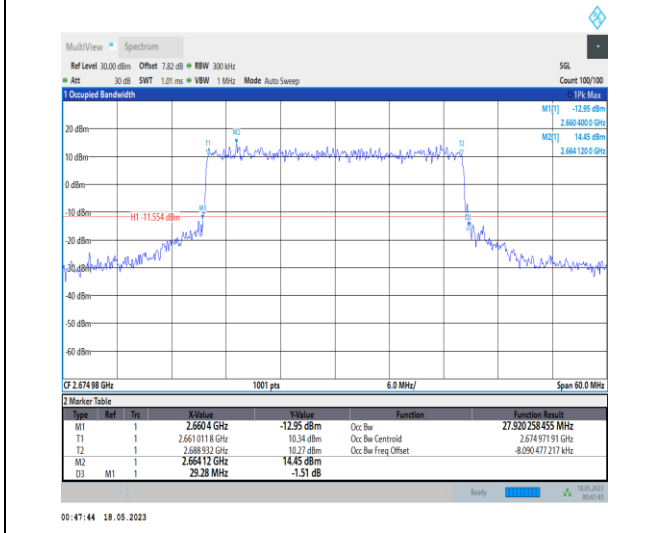 MultiView Spectrum
Ref Level 30.00 dBm Offset 7.82 dB RBW 300 kHz SGL
Att 30 dB SWT 1.01 ms VBW 1 MHz Mode Auto Sweep Count 100/100
1 Occupied Bandwidth 1Pk Max
M1[1] -12.95 dBm
2.660 400 0 GHz
M2[1] 14.45 dBm
2.664 120 0 GHz
20 dBm
T1 M2 T2
10 dBm
0 dBm
-10 dBm
M1
H1 -11.554 dBm
-20 dBm
-30 dBm
-40 dBm
-50 dBm
-60 dBm
CF 2.674 98 GHz 1001 pts 6.0 MHz/ Span 60.0 MHz
2 Marker Table
Type Ref Trc X-Value Y-Value Function Function Result
M1 1 2.6604 GHz -12.95 dBm Occ Bw 27.920 258 455 MHz
T1 1 2.661 011 8 GHz 10.34 dBm Occ Bw Centroid 2.674 971 91 GHz
T2 1 2.688 932 GHz 10.27 dBm Occ Bw Freq Offset -8.090 477 217 kHz
M2 1 2.664 12 GHz 14.45 dBm
D3 M1 1 29.28 MHz -1.51 dB
Ready 18.05.2023
00:47:43
00:47:44 18.05.2023